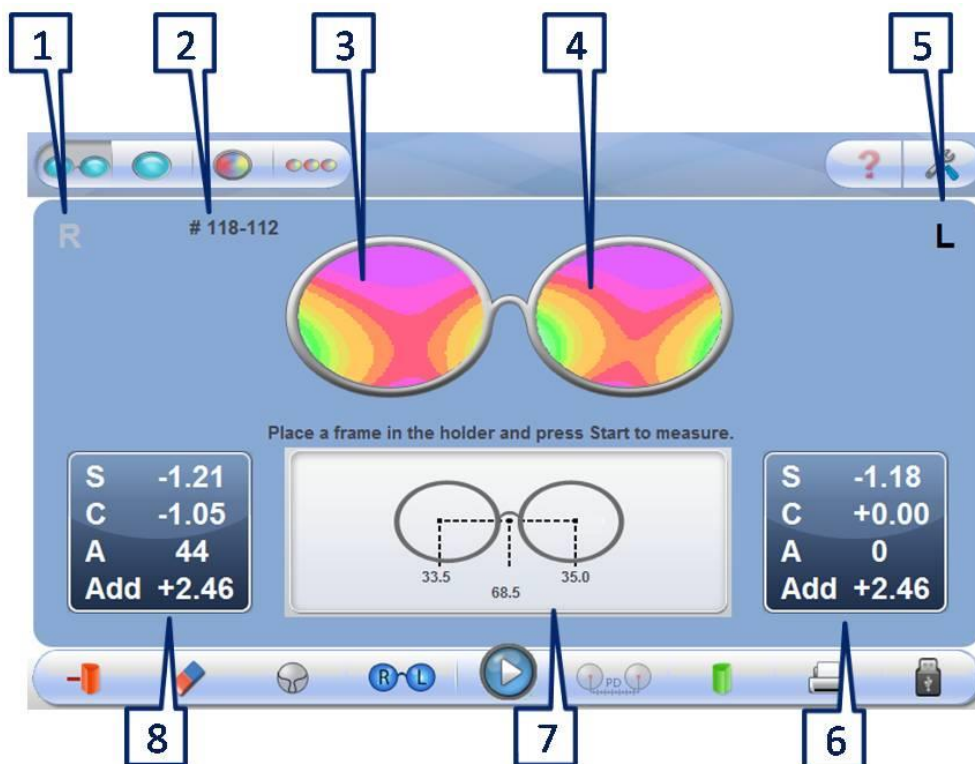 1
2
3
4
5
?
R
# 118-112
L
Place a frame in the holder and press Start to measure.
S -1.21
C -1.05
A 44
Add +2.46
33.5
35.0
68.5
S -1.18
C +0.00
A 0
Add +2.46
R L
PD
8
7
6